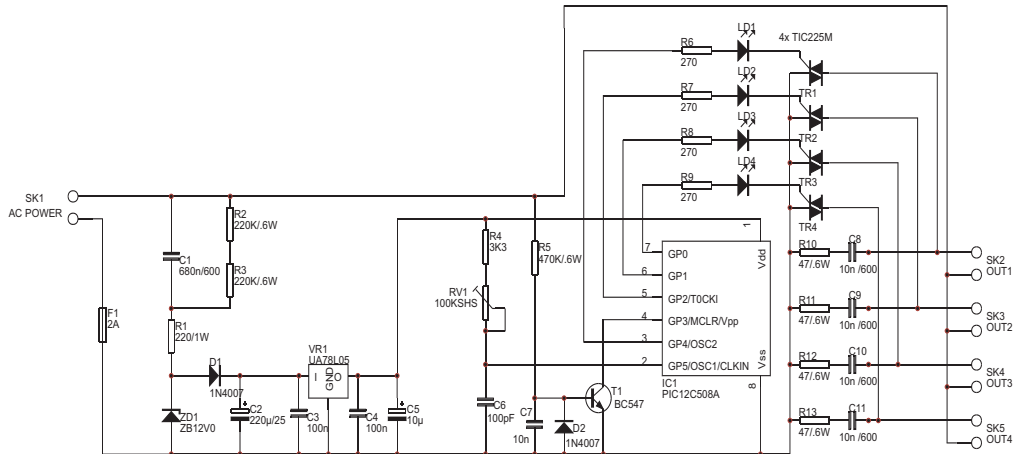 LD1
4x TIC225M
R6
270
LD2
TR1
R7
270
LD3
TR2
R8
270
LD4
TR3
R9
270
TR4
SK1
AC POWER
R2
220K/.6W
R3
220K/.6W
C1
680n/600
F1
2A
R1
220/1W
D1
1N4007
ZD1
ZB12V0
C2
220µ/25
C3
100n
VR1
UA78L05
I
GND
O
C4
100n
C5
10µ
R4
3K3
RV1
100KSHS
R5
470K/.6W
C6
100pF
C7
10n
D2
1N4007
T1
BC547
1
Vdd
7
GP0
6
GP1
5
GP2/T0CKI
4
GP3/MCLR/Vpp
3
GP4/OSC2
2
GP5/OSC1/CLKIN
Vss
8
IC1
PIC12C508A
R10
47/.6W
C8
10n /600
SK2
OUT1
R11
47/.6W
C9
10n /600
SK3
OUT2
R12
47/.6W
C10
10n /600
SK4
OUT3
R13
47/.6W
C11
10n /600
SK5
OUT4